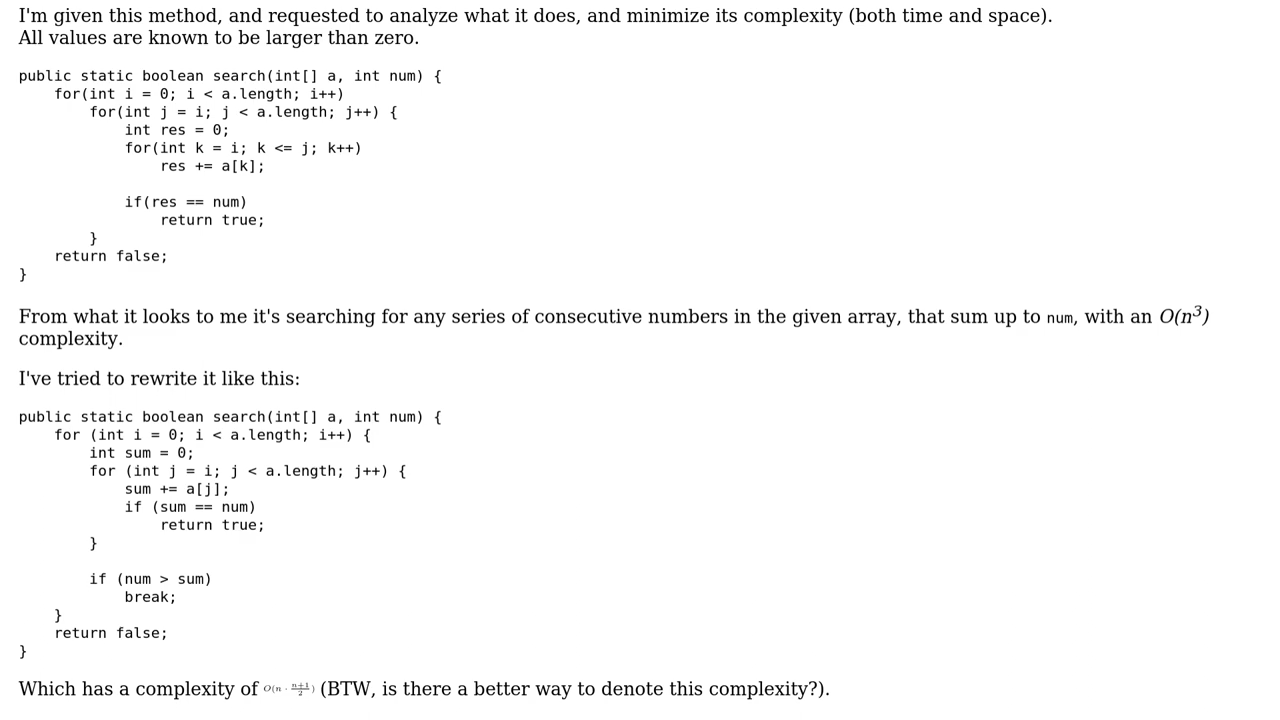 I'm given this method, and requested to analyze what it does, and minimize its complexity (both time and space).
All values are known to be larger than zero.
public static boolean search(int[] a, int num) {
    for(int i = 0; i < a.length; i++)
        for(int j = i; j < a.length; j++) {
            int res = 0;
            for(int k = i; k <= j; k++)
                res += a[k];
            if(res == num)
                return true;
        }
    return false;
}
From what it looks to me it's searching for any series of consecutive numbers in the given array, that sum up to num, with an O(n³)
complexity.
I've tried to rewrite it like this:
public static boolean search(int[] a, int num) {
    for (int i = 0; i < a.length; i++) {
        int sum = 0;
        for (int j = i; j < a.length; j++) {
            sum += a[j];
            if (sum == num)
                return true;
        }
        if (num > sum)
            break;
    }
    return false;
}
Which has a complexity of O(n · (n+1)/2) (BTW, is there a better way to denote this complexity?).